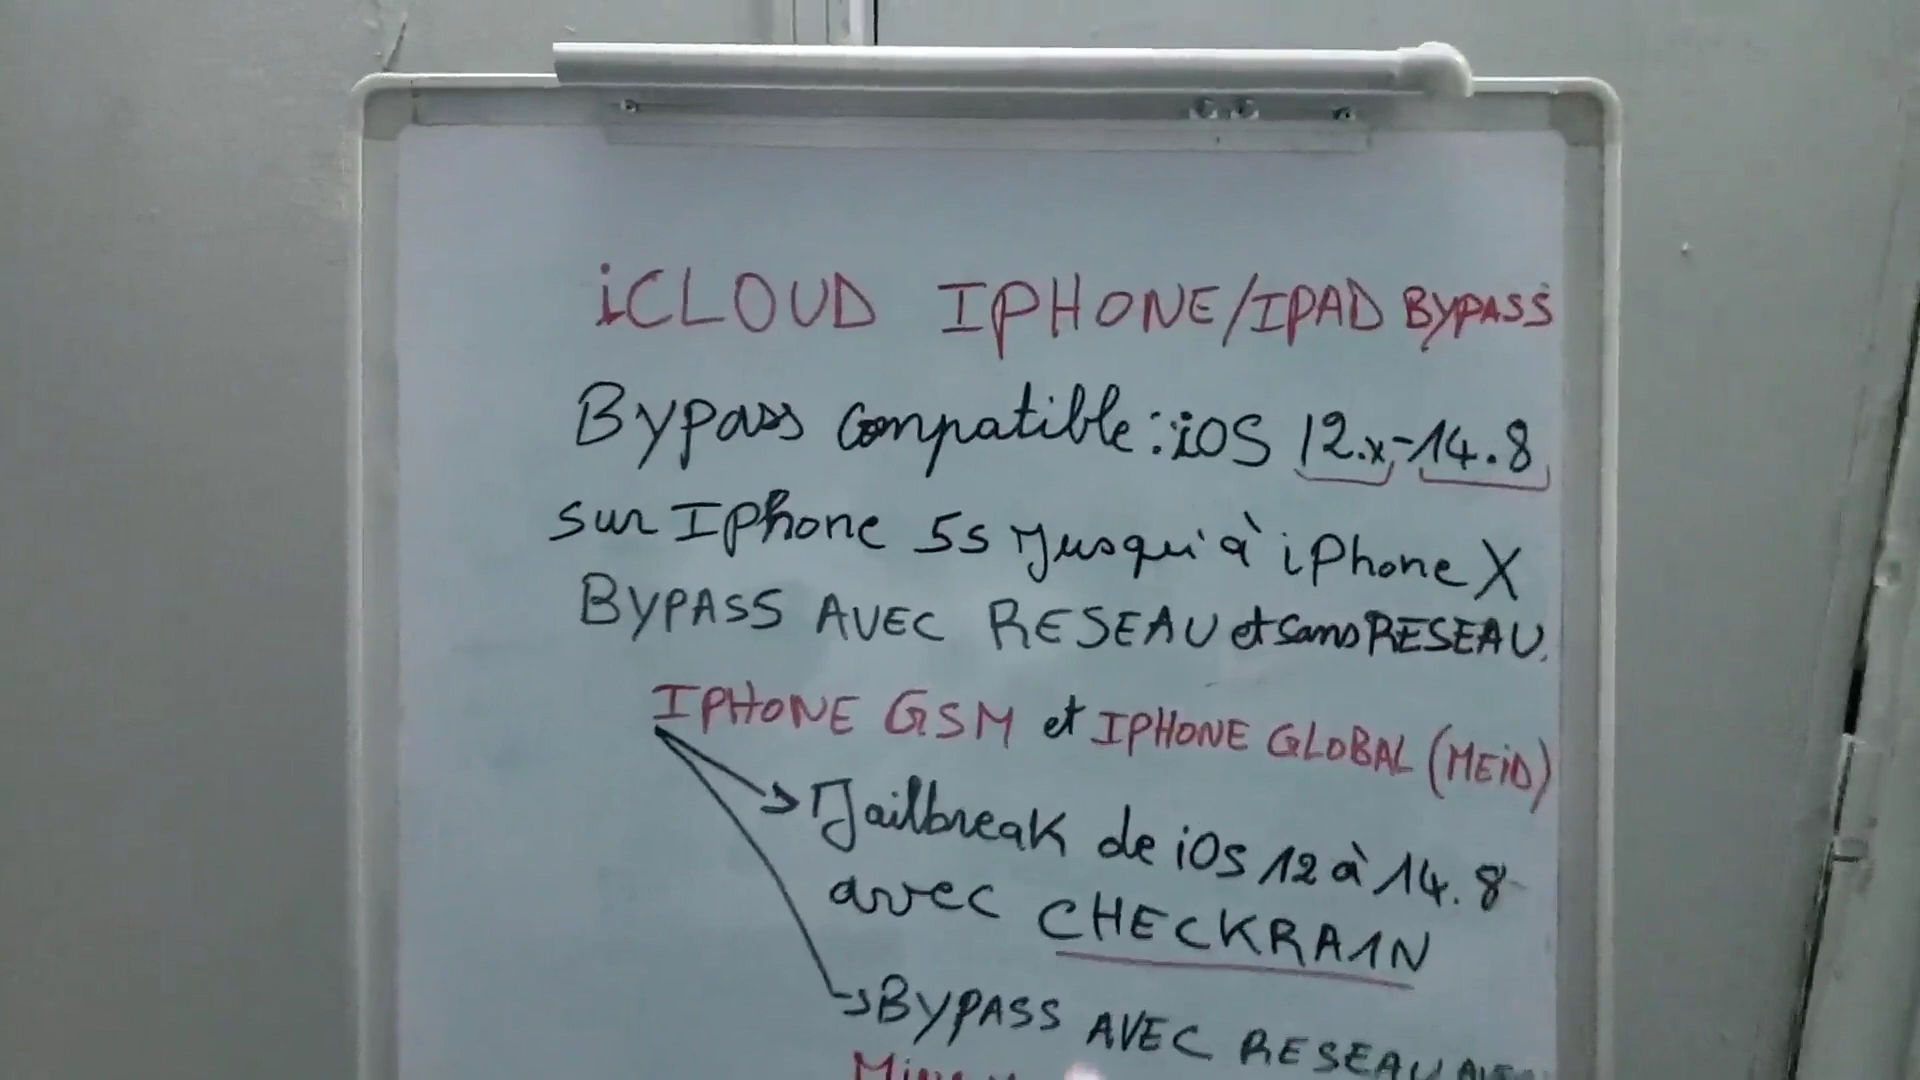 iCLOUD IPHONE/IPAD BYPASS
Bypass compatible: iOS 12.x-14.8
sur Iphone 5s Jusqu'à iphone X
BYPASS AVEC RESEAU et sans RESEAU.
IPHONE GSM et IPHONE GLOBAL (MEiD)
Jailbreak de iOS 12 à 14.8
avec CHECKRA1N
BYPASS AVEC RESEAU